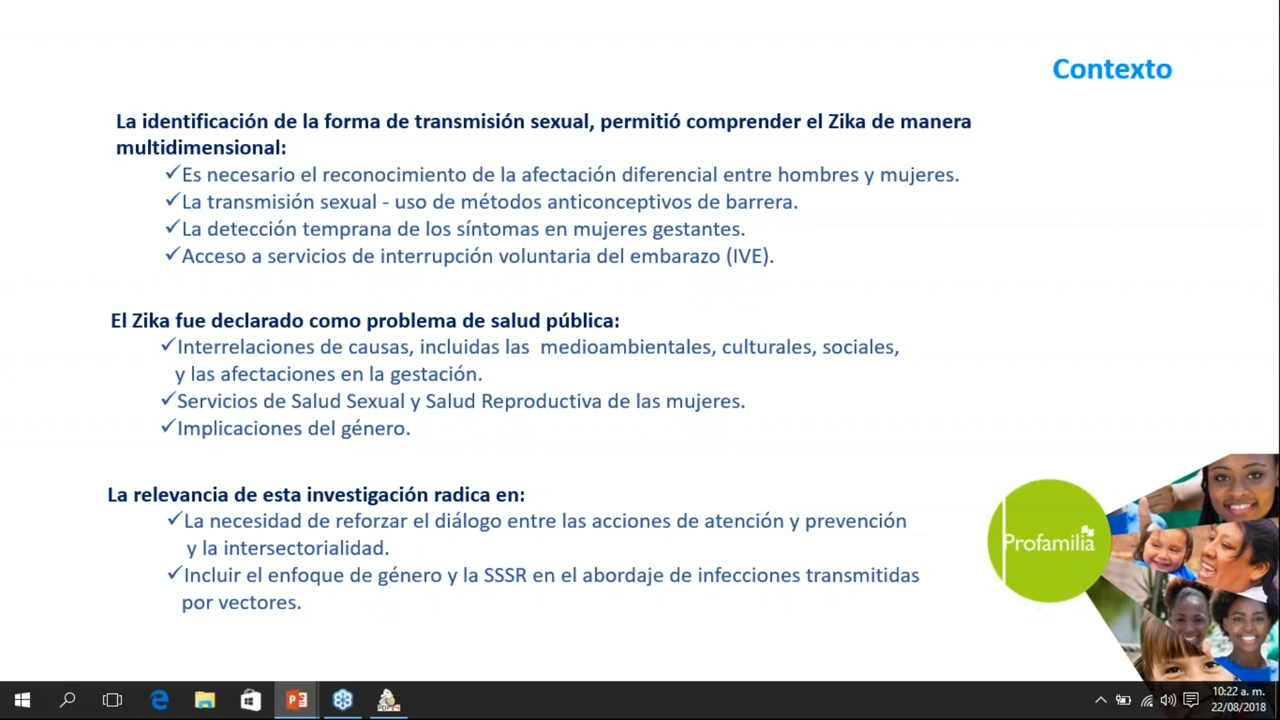 Contexto
La identificación de la forma de transmisión sexual, permitió comprender el Zika de manera
multidimensional:
✓Es necesario el reconocimiento de la afectación diferencial entre hombres y mujeres.
✓La transmisión sexual - uso de métodos anticonceptivos de barrera.
✓La detección temprana de los síntomas en mujeres gestantes.
✓Acceso a servicios de interrupción voluntaria del embarazo (IVE).
El Zika fue declarado como problema de salud pública:
✓Interrelaciones de causas, incluidas las medioambientales, culturales, sociales,
y las afectaciones en la gestación.
✓Servicios de Salud Sexual y Salud Reproductiva de las mujeres.
✓Implicaciones del género.
La relevancia de esta investigación radica en:
✓La necesidad de reforzar el diálogo entre las acciones de atención y prevención
y la intersectorialidad.
✓Incluir el enfoque de género y la SSSR en el abordaje de infecciones transmitidas
por vectores.
Profamilia
10:22 a. m.
22/08/2018